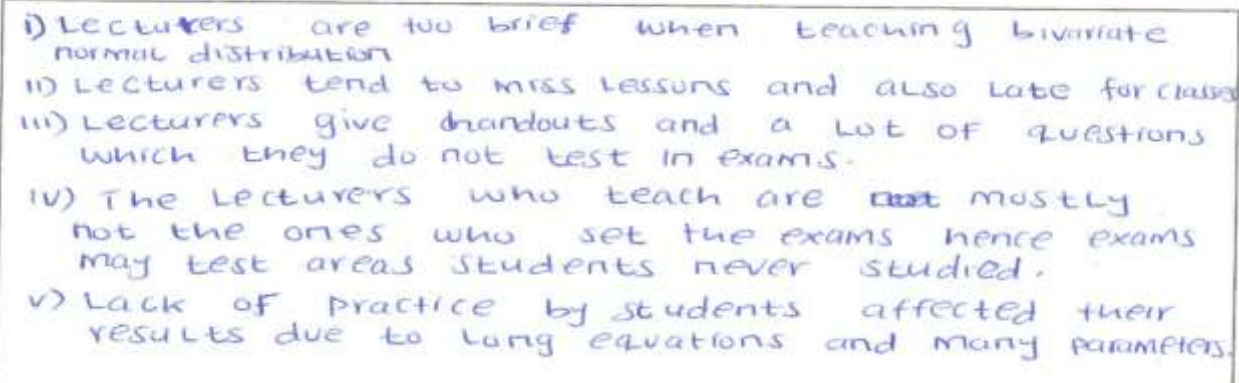 i) Lecturers are too brief when teaching bivariate
normal distribution
ii) Lecturers tend to miss lessons and also late for classes
iii) Lecturers give handouts and a lot of questions
which they do not test in exams.
iv) The Lecturers who teach are mostly
not the ones who set the exams hence exams
may test areas students never studied.
v) Lack of practice by students affected their
results due to long equations and many parameters.